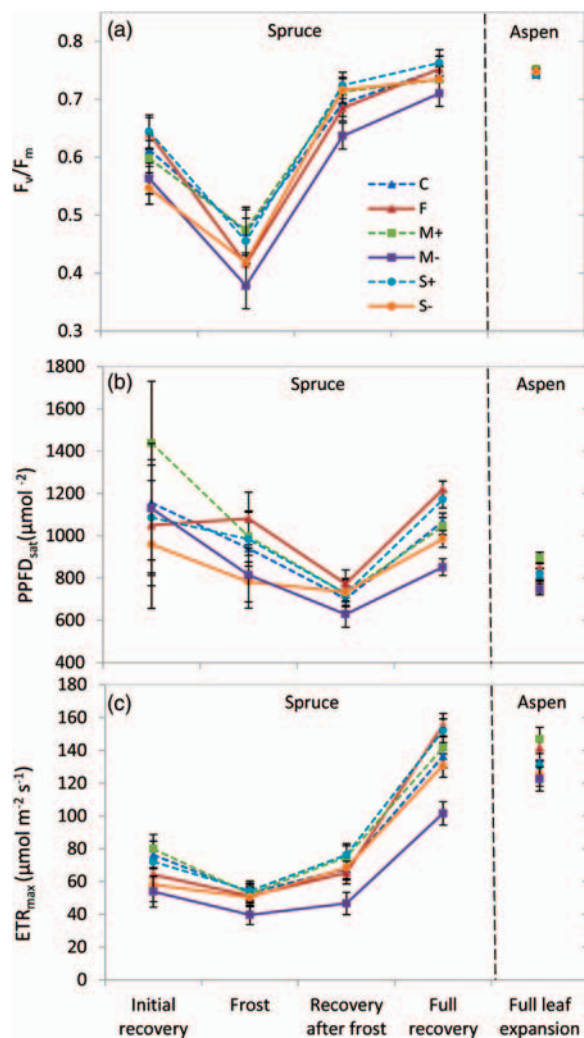 (a) Spruce Aspen
0.8
0.7
0.6
0.5
0.4
0.3
Fv/Fm
C
F
M+
M-
S+
S-
(b) Spruce Aspen
1800
1600
1400
1200
1000
800
600
400
PPFDsat (µmol -2)
(c) Spruce Aspen
180
160
140
120
100
80
60
40
20
0
ETRmax (µmol m-2 s-1)
Initial recovery
Frost
Recovery after frost
Full recovery
Full leaf expansion